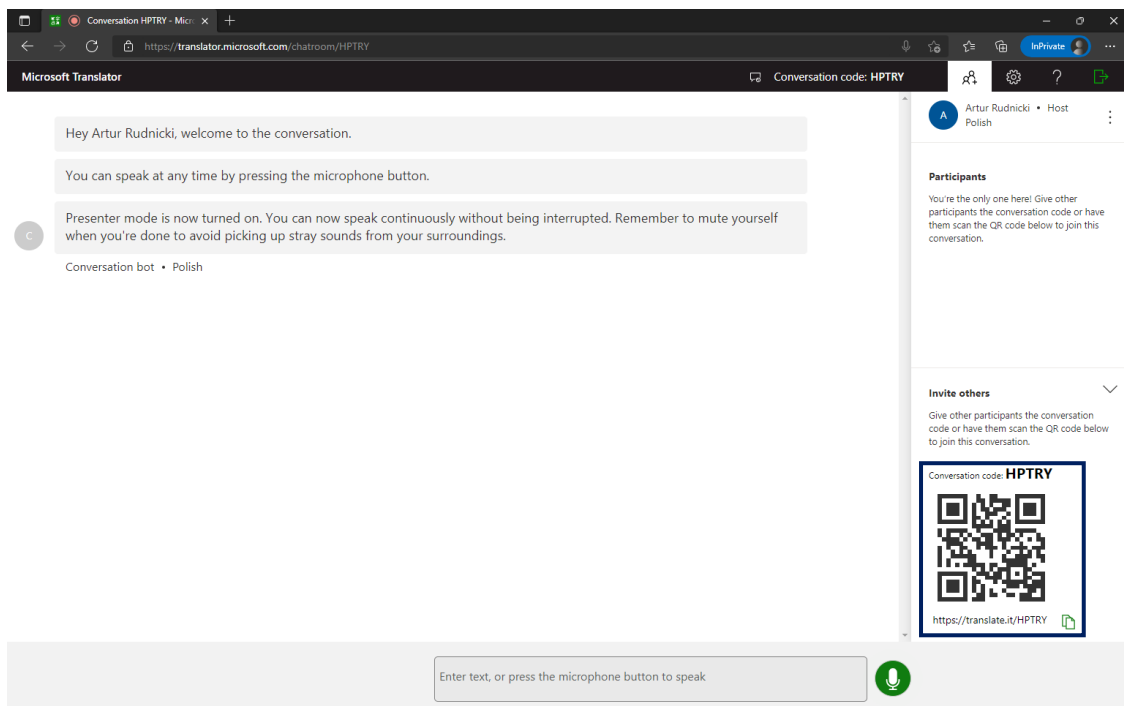 Conversation HPTRY - Micr
https://translator.microsoft.com/chatroom/HPTRY
InPrivate
Microsoft Translator
Conversation code: HPTRY
Hey Artur Rudnicki, welcome to the conversation.
You can speak at any time by pressing the microphone button.
Presenter mode is now turned on. You can now speak continuously without being interrupted. Remember to mute yourself
when you're done to avoid picking up stray sounds from your surroundings.
C
Conversation bot • Polish
A
Artur Rudnicki • Host
Polish
Participants
You're the only one here! Give other
participants the conversation code or have
them scan the QR code below to join this
conversation.
Invite others
Give other participants the conversation
code or have them scan the QR code below
to join this conversation.
Conversation code: HPTRY
https://translate.it/HPTRY
Enter text, or press the microphone button to speak